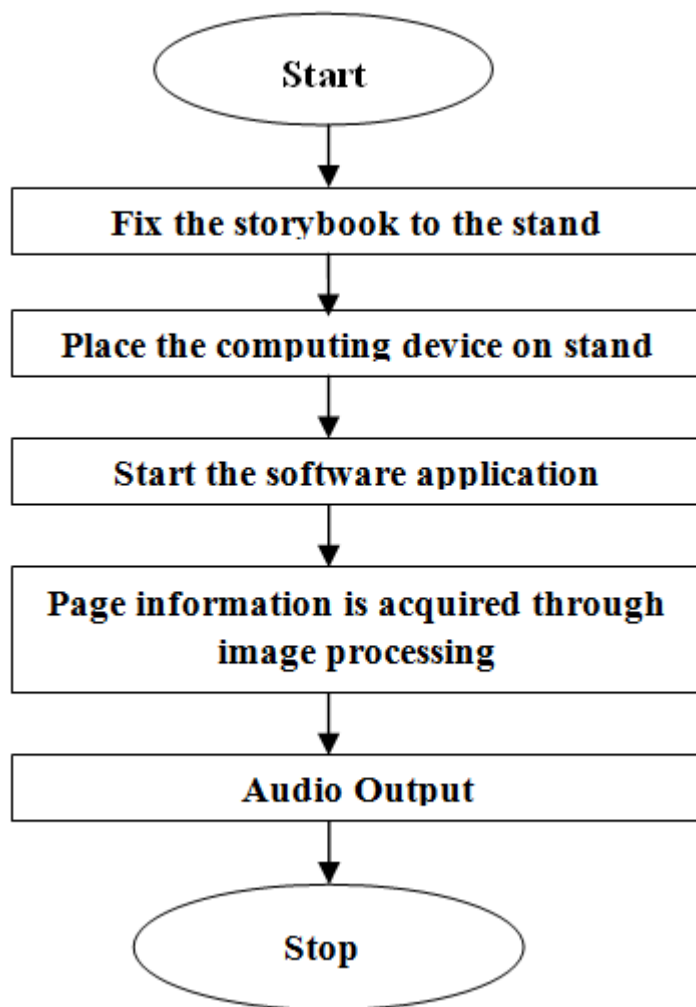 Start
Fix the storybook to the stand
Place the computing device on stand
Start the software application
Page information is acquired through
image processing
Audio Output
Stop